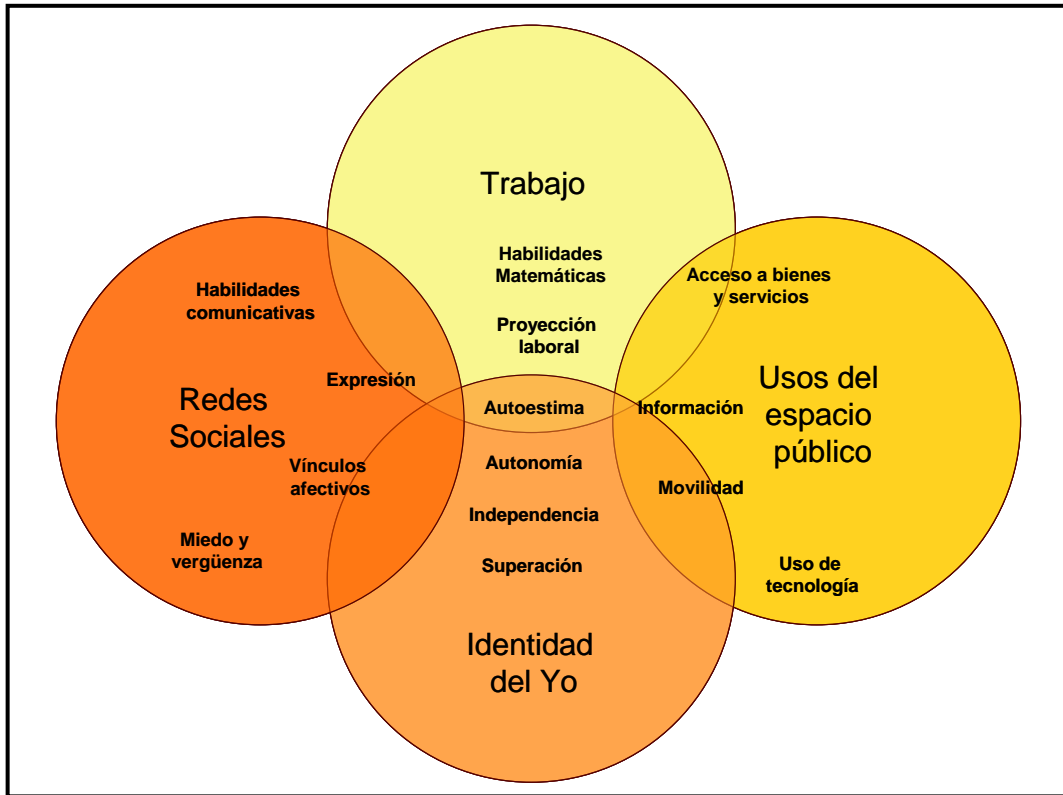 Trabajo
Habilidades
Matemáticas
Proyección
laboral
Habilidades
comunicativas
Expresión
Redes
Sociales
Vínculos
afectivos
Miedo y
vergüenza
Autoestima
Autonomía
Independencia
Superación
Identidad
del Yo
Acceso a bienes
y servicios
Información
Usos del
espacio
público
Movilidad
Uso de
tecnología